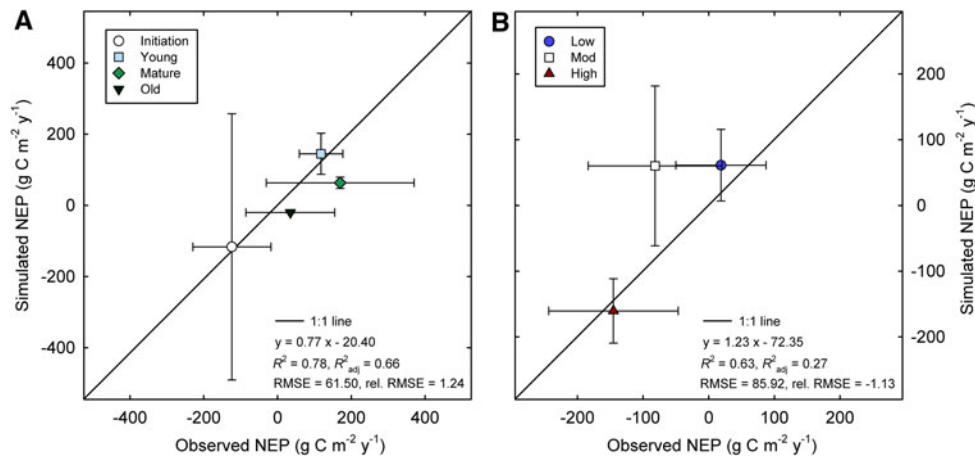 A
Initiation
Young
Mature
Old
400
200
0
-200
-400
Simulated NEP (g C m-2 y-1)
1:1 line
y = 0.77 x - 20.40
R2 = 0.78, R2adj = 0.66
RMSE = 61.50, rel. RMSE = 1.24
-400 -200 0 200 400
Observed NEP (g C m-2 y-1)
B
Low
Mod
High
200
100
0
-100
-200
Simulated NEP (g C m-2 y-1)
1:1 line
y = 1.23 x - 72.35
R2 = 0.63, R2adj = 0.27
RMSE = 85.92, rel. RMSE = -1.13
-200 -100 0 100 200
Observed NEP (g C m-2 y-1)